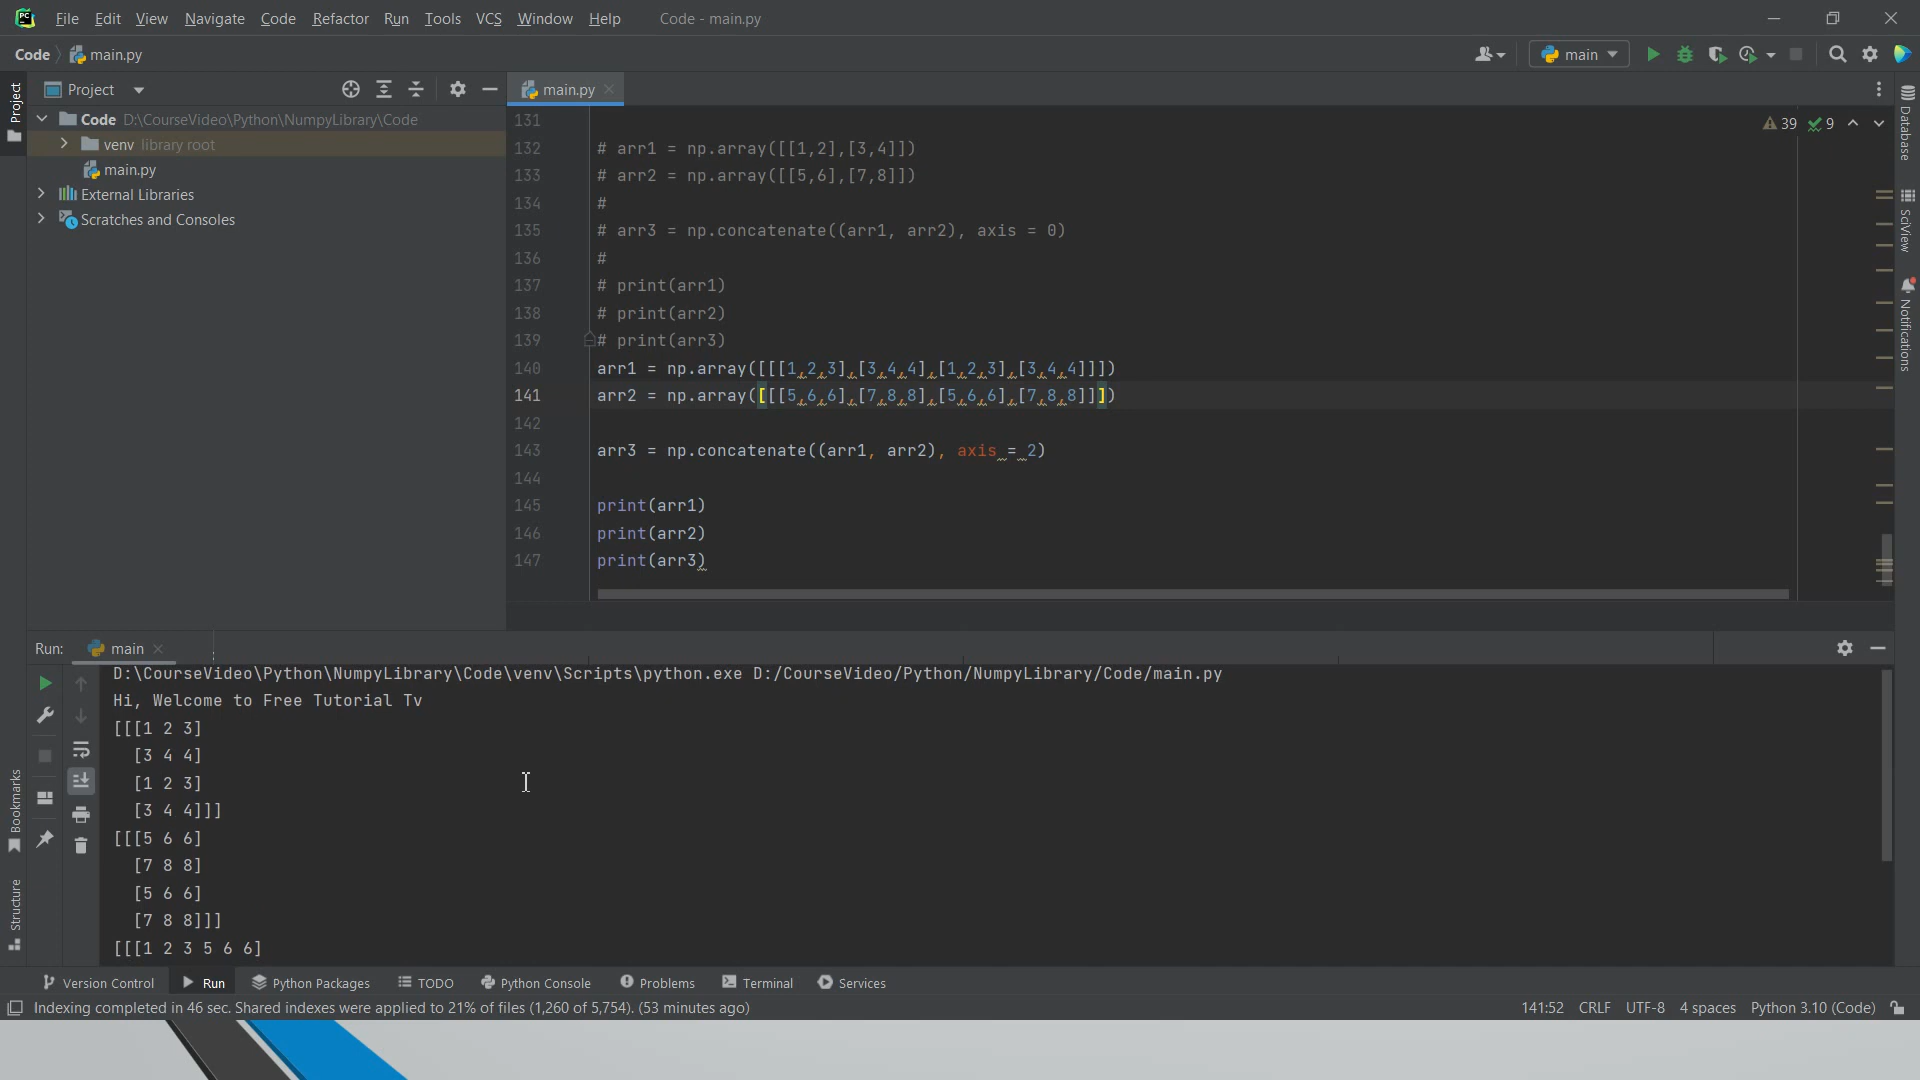 PC File Edit View Navigate Code Refactor Run Tools VCS Window Help Code - main.py
Code main.py main
Project main.py
Project
Code D:\CourseVideo\Python\NumpyLibrary\Code
venv library root
main.py
External Libraries
Scratches and Consoles
39 9
131
132 # arr1 = np.array([[1,2],[3,4]])
133 # arr2 = np.array([[5,6],[7,8]])
134 #
135 # arr3 = np.concatenate((arr1, arr2), axis = 0)
136 #
137 # print(arr1)
138 # print(arr2)
139 # print(arr3)
140 arr1 = np.array([[[1,2,3],[3,4,4],[1,2,3],[3,4,4]]])
141 arr2 = np.array([[[5,6,6],[7,8,8],[5,6,6],[7,8,8]]])
142
143 arr3 = np.concatenate((arr1, arr2), axis = 2)
144
145 print(arr1)
146 print(arr2)
147 print(arr3)
Database
SciView
Notifications
Run: main
D:\CourseVideo\Python\NumpyLibrary\Code\venv\Scripts\python.exe D:/CourseVideo/Python/NumpyLibrary/Code/main.py
Hi, Welcome to Free Tutorial Tv
[[[1 2 3]
[3 4 4]
[1 2 3]
[3 4 4]]]
[[[5 6 6]
[7 8 8]
[5 6 6]
[7 8 8]]]
[[[1 2 3 5 6 6]
Bookmarks
Structure
Version Control Run Python Packages TODO Python Console Problems Terminal Services
Indexing completed in 46 sec. Shared indexes were applied to 21% of files (1,260 of 5,754). (53 minutes ago) 141:52 CRLF UTF-8 4 spaces Python 3.10 (Code)